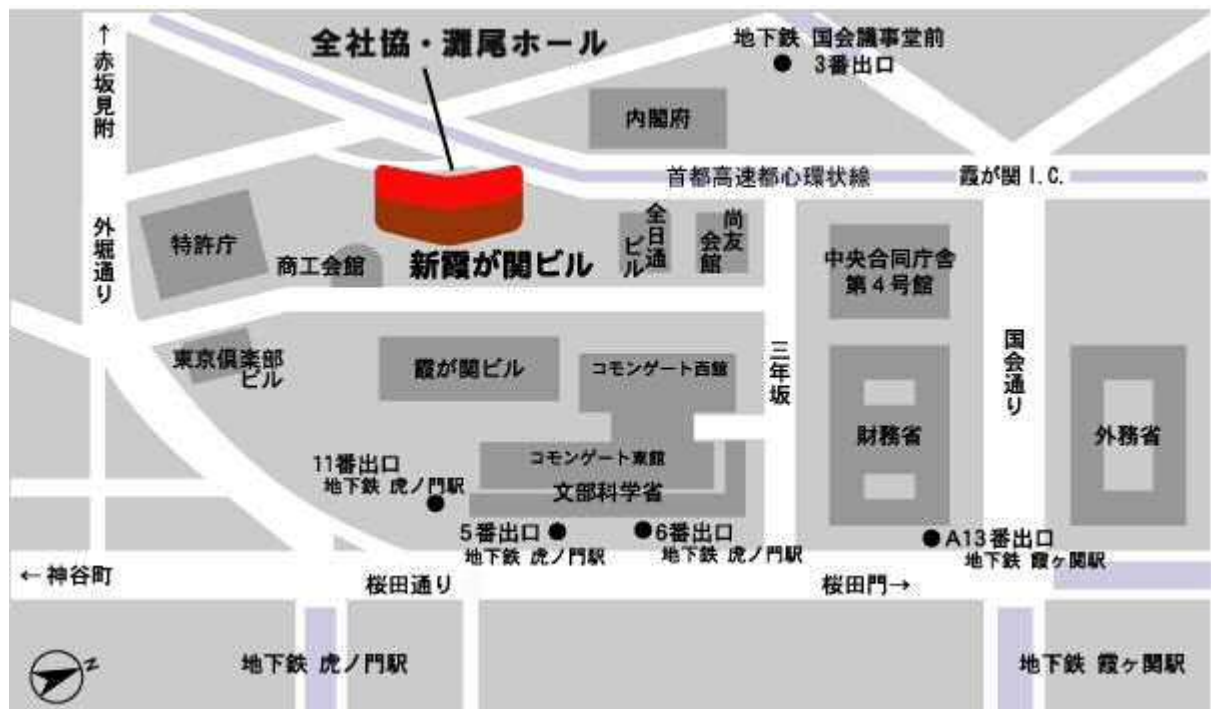 ↑赤坂見附
全社協・灘尾ホール
地下鉄 国会議事堂前
3番出口
内閣府
首都高速都心環状線
霞が関 I.C.
外堀通り
特許庁
商工会館
新霞が関ビル
全日通
ビル
尚友
会館
中央合同庁舎
第4号館
東京倶楽部
ビル
霞が関ビル
コモンゲート西館
三年坂
国会通り
財務省
外務省
コモンゲート東館
文部科学省
11番出口
地下鉄 虎ノ門駅
5番出口
地下鉄 虎ノ門駅
6番出口
地下鉄 虎ノ門駅
A13番出口
地下鉄 霞ヶ関駅
←神谷町
桜田通り
桜田門→
地下鉄 虎ノ門駅
地下鉄 霞ヶ関駅
N